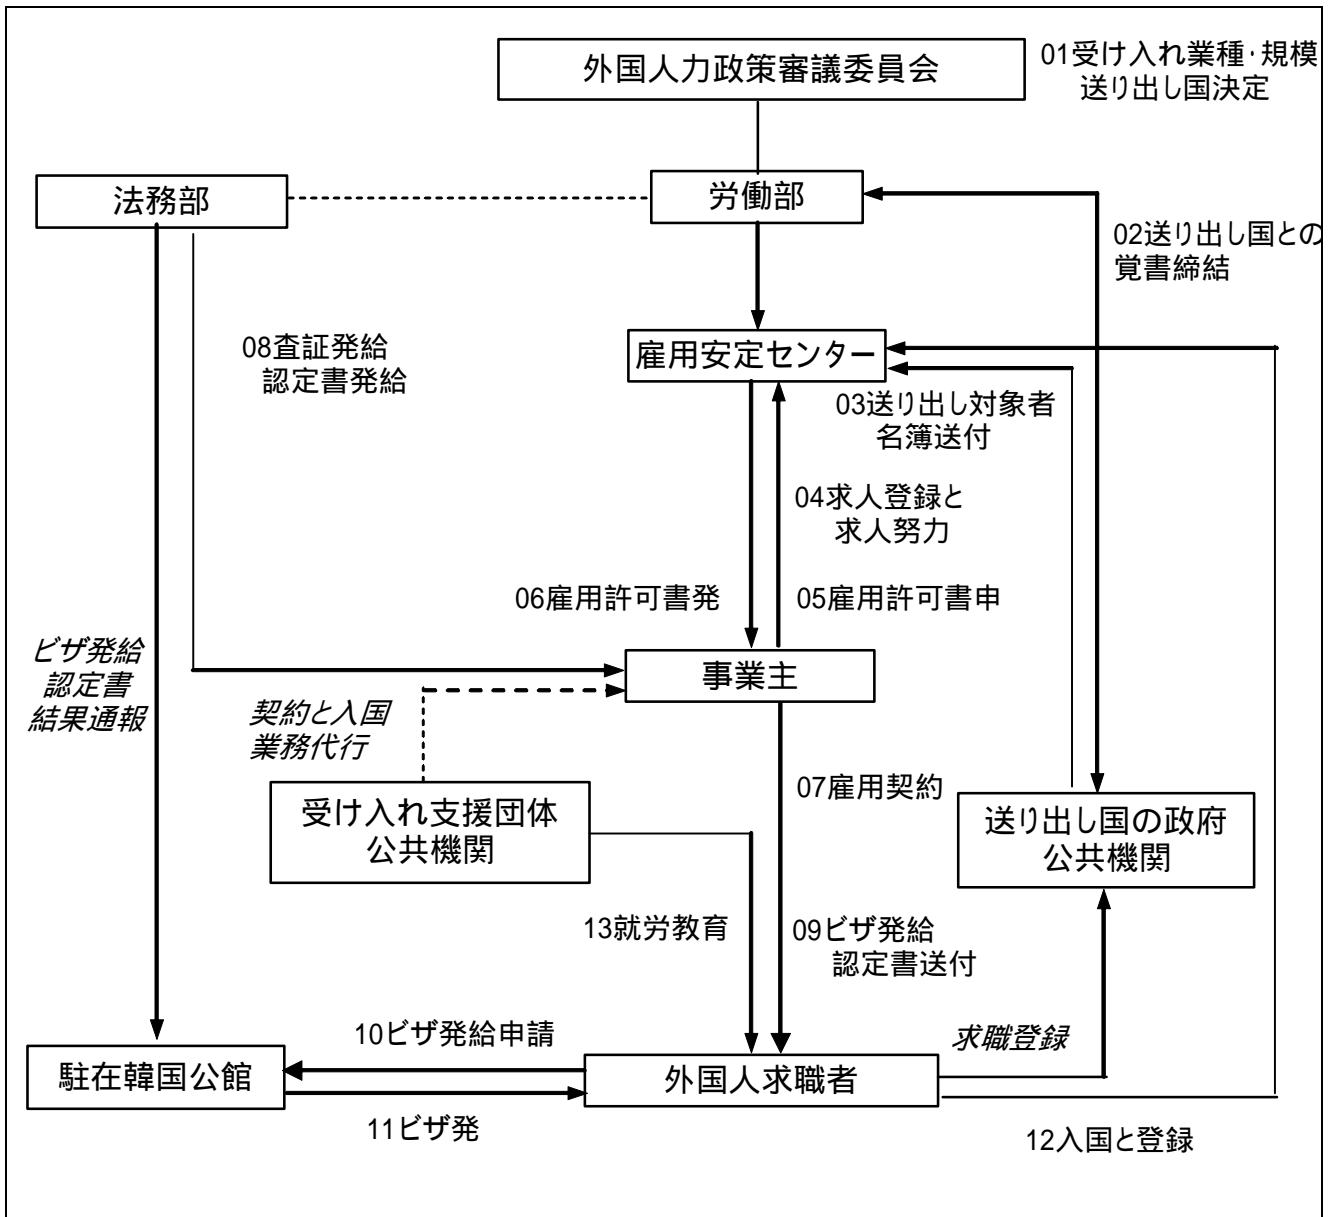 外国人力政策審議委員会
01受け入れ業種・規模
送り出し国決定
法務部
労働部
02送り出し国との
覚書締結
08査証発給
認定書発給
雇用安定センター
03送り出し対象者
名簿送付
04求人登録と
求人努力
06雇用許可書発
05雇用許可書申
ビザ発給
認定書
結果通報
事業主
契約と入国
業務代行
07雇用契約
受け入れ支援団体
公共機関
送り出し国の政府
公共機関
13就労教育
09ビザ発給
認定書送付
10ビザ発給申請
求職登録
駐在韓国公館
外国人求職者
11ビザ発
12入国と登録